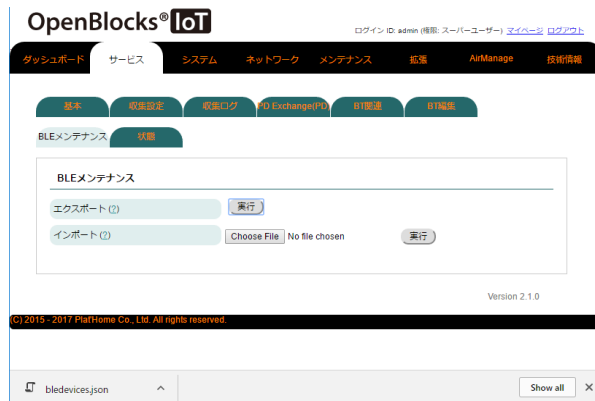 OpenBlocks® IoT
ログイン ID: admin (権限: スーパーユーザー) マイページ ログアウト
ダッシュボード サービス システム ネットワーク メンテナンス 拡張 AirManage 技術情報
基本 収集設定 収集ログ PD Exchange(PD) BT関連 BT編集
BLEメンテナンス 状態
BLEメンテナンス
エクスポート (?) 実行
インポート (?) Choose File No file chosen 実行
Version 2.1.0
(C) 2015 - 2017 Plat'Home Co., Ltd. All rights reserved.
bledevices.json Show all